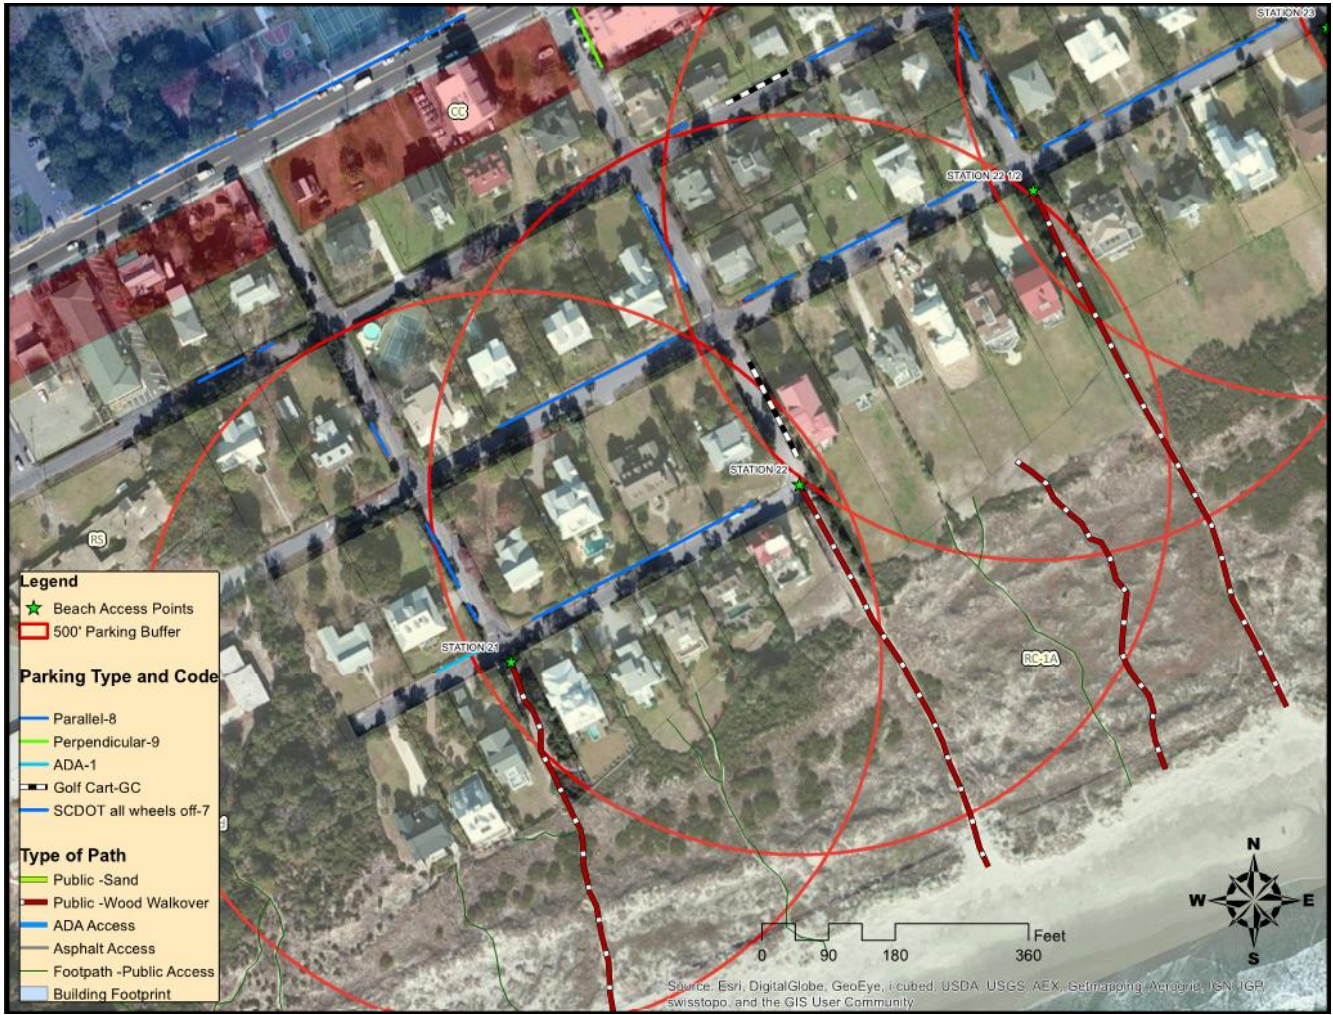 STATION 23
CC
STATION 22 1/2
STATION 22
RS
STATION 21
RC-1A
Legend
Beach Access Points
500' Parking Buffer
Parking Type and Code
Parallel-8
Perpendicular-9
ADA-1
Golf Cart-GC
SCDOT all wheels off-7
Type of Path
Public -Sand
Public -Wood Walkover
ADA Access
Asphalt Access
Footpath -Public Access
Building Footprint
N
W E
S
Feet
0 90 180 360
Source: Esri, DigitalGlobe, GeoEye, i-cubed, USDA, USGS, AEX, Getmapping, Aerogrid, IGN, IGP,
swisstopo, and the GIS User Community